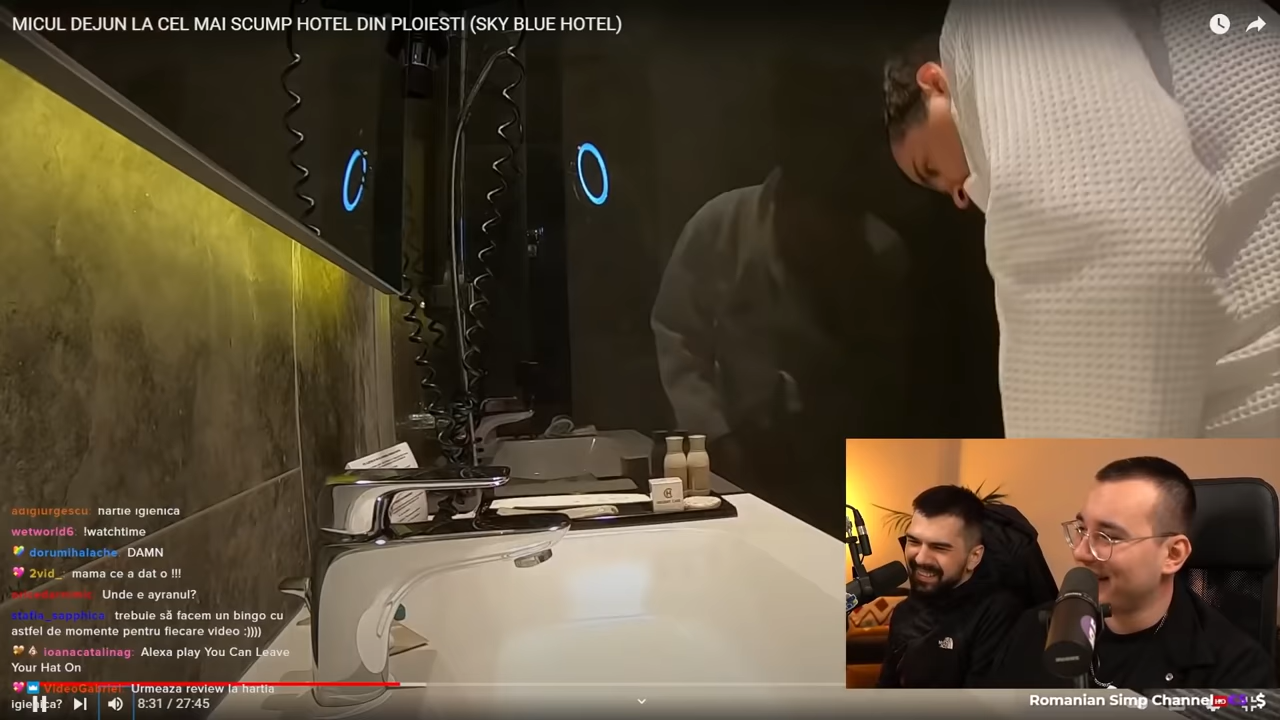 MICUL DEJUN LA CEL MAI SCUMP HOTEL DIN PLOIESTI (SKY BLUE HOTEL)
adigiurgescu: hartie igienica
wetworld6: !watchtime
dorumihalache: DAMN
2vid_: mama ce a dat o !!!
Unde e ayranul?
statia_sapphica: trebuie să facem un bingo cu
astfel de momente pentru fiecare video :))))
ioanacatalinag: Alexa play You Can Leave
Your Hat On
VideoGabriel: Urmeaza review la hartia
igienica?
8:31 / 27:45
Romanian Simp Channel